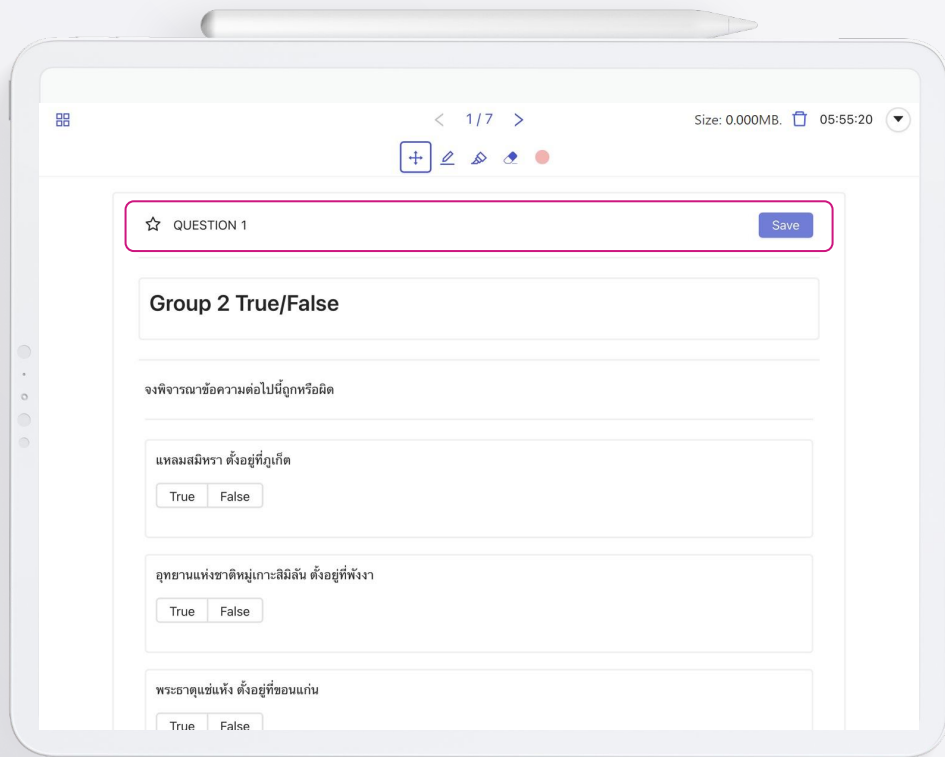 1/7
Size: 0.000MB. 05:55:20
QUESTION 1
Save
Group 2 True/False
จงพิจารณาข้อความต่อไปนี้ถูกหรือผิด
แหลมสมิหรา ตั้งอยู่ที่ภูเก็ต
True False
อุทยานแห่งชาติหมู่เกาะสิมิลัน ตั้งอยู่ที่พังงา
True False
พระธาตุแช่แห้ง ตั้งอยู่ที่ขอนแก่น
True False